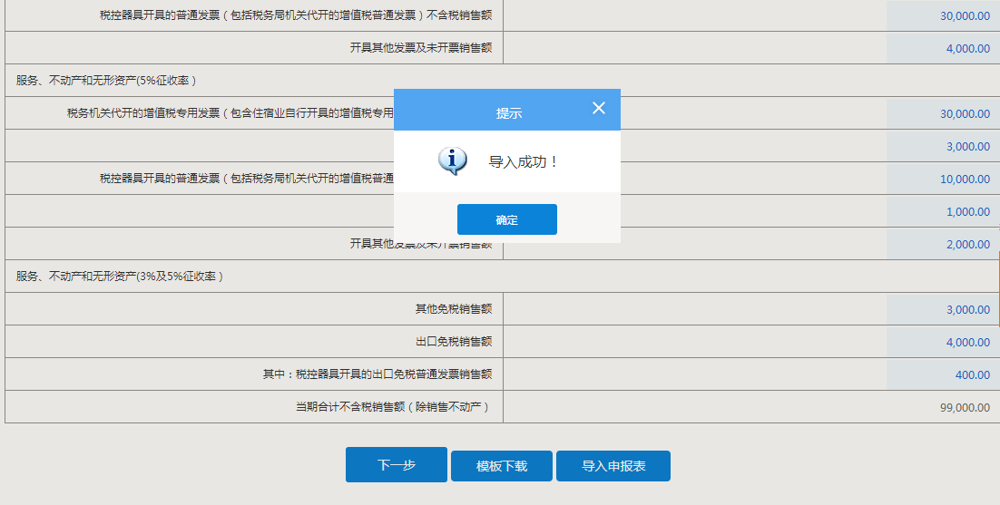 税控器具开具的普通发票（包括税务局机关代开的增值税普通发票）不含税销售额 30,000.00
开具其他发票及未开票销售额 4,000.00
服务、不动产和无形资产(5%征收率）
税务机关代开的增值税专用发票（包含住宿业自行开具的增值税专用 30,000.00
3,000.00
税控器具开具的普通发票（包括税务局机关代开的增值税普通 10,000.00
1,000.00
开具其他发票及未开票销售额 2,000.00
提示
导入成功！
确定
服务、不动产和无形资产(3%及5%征收率）
其他免税销售额 3,000.00
出口免税销售额 4,000.00
其中：税控器具开具的出口免税普通发票销售额 400.00
当期合计不含税销售额（除销售不动产） 99,000.00
下一步 模板下载 导入申报表